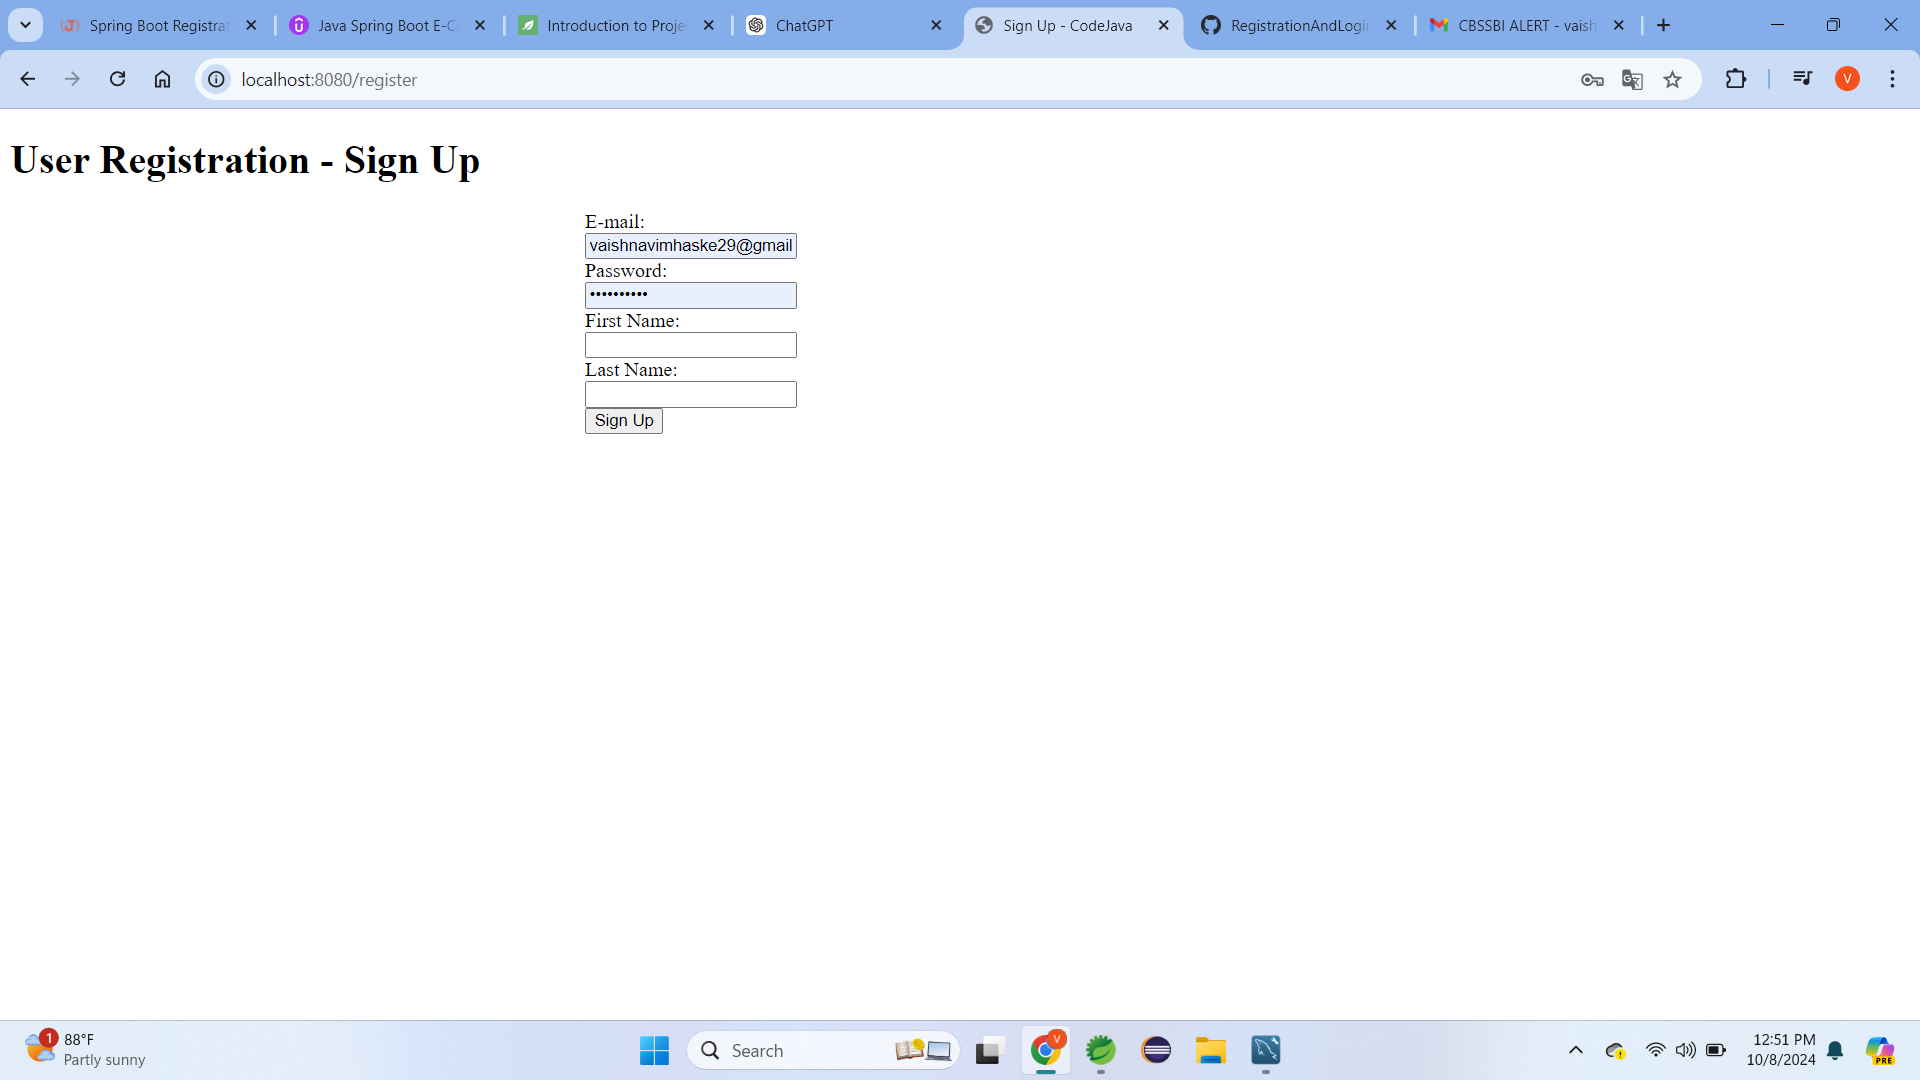 Spring Boot Registrat
Java Spring Boot E-C
Introduction to Proje
ChatGPT
Sign Up - CodeJava
RegistrationAndLogi
CBSSBI ALERT - vaish
localhost:8080/register
V
User Registration - Sign Up
E-mail:
vaishnavimhaske29@gmail
Password:
••••••••••
First Name:
Last Name:
Sign Up
1
88°F
Partly sunny
Search
V
12:51 PM
10/8/2024
PRE